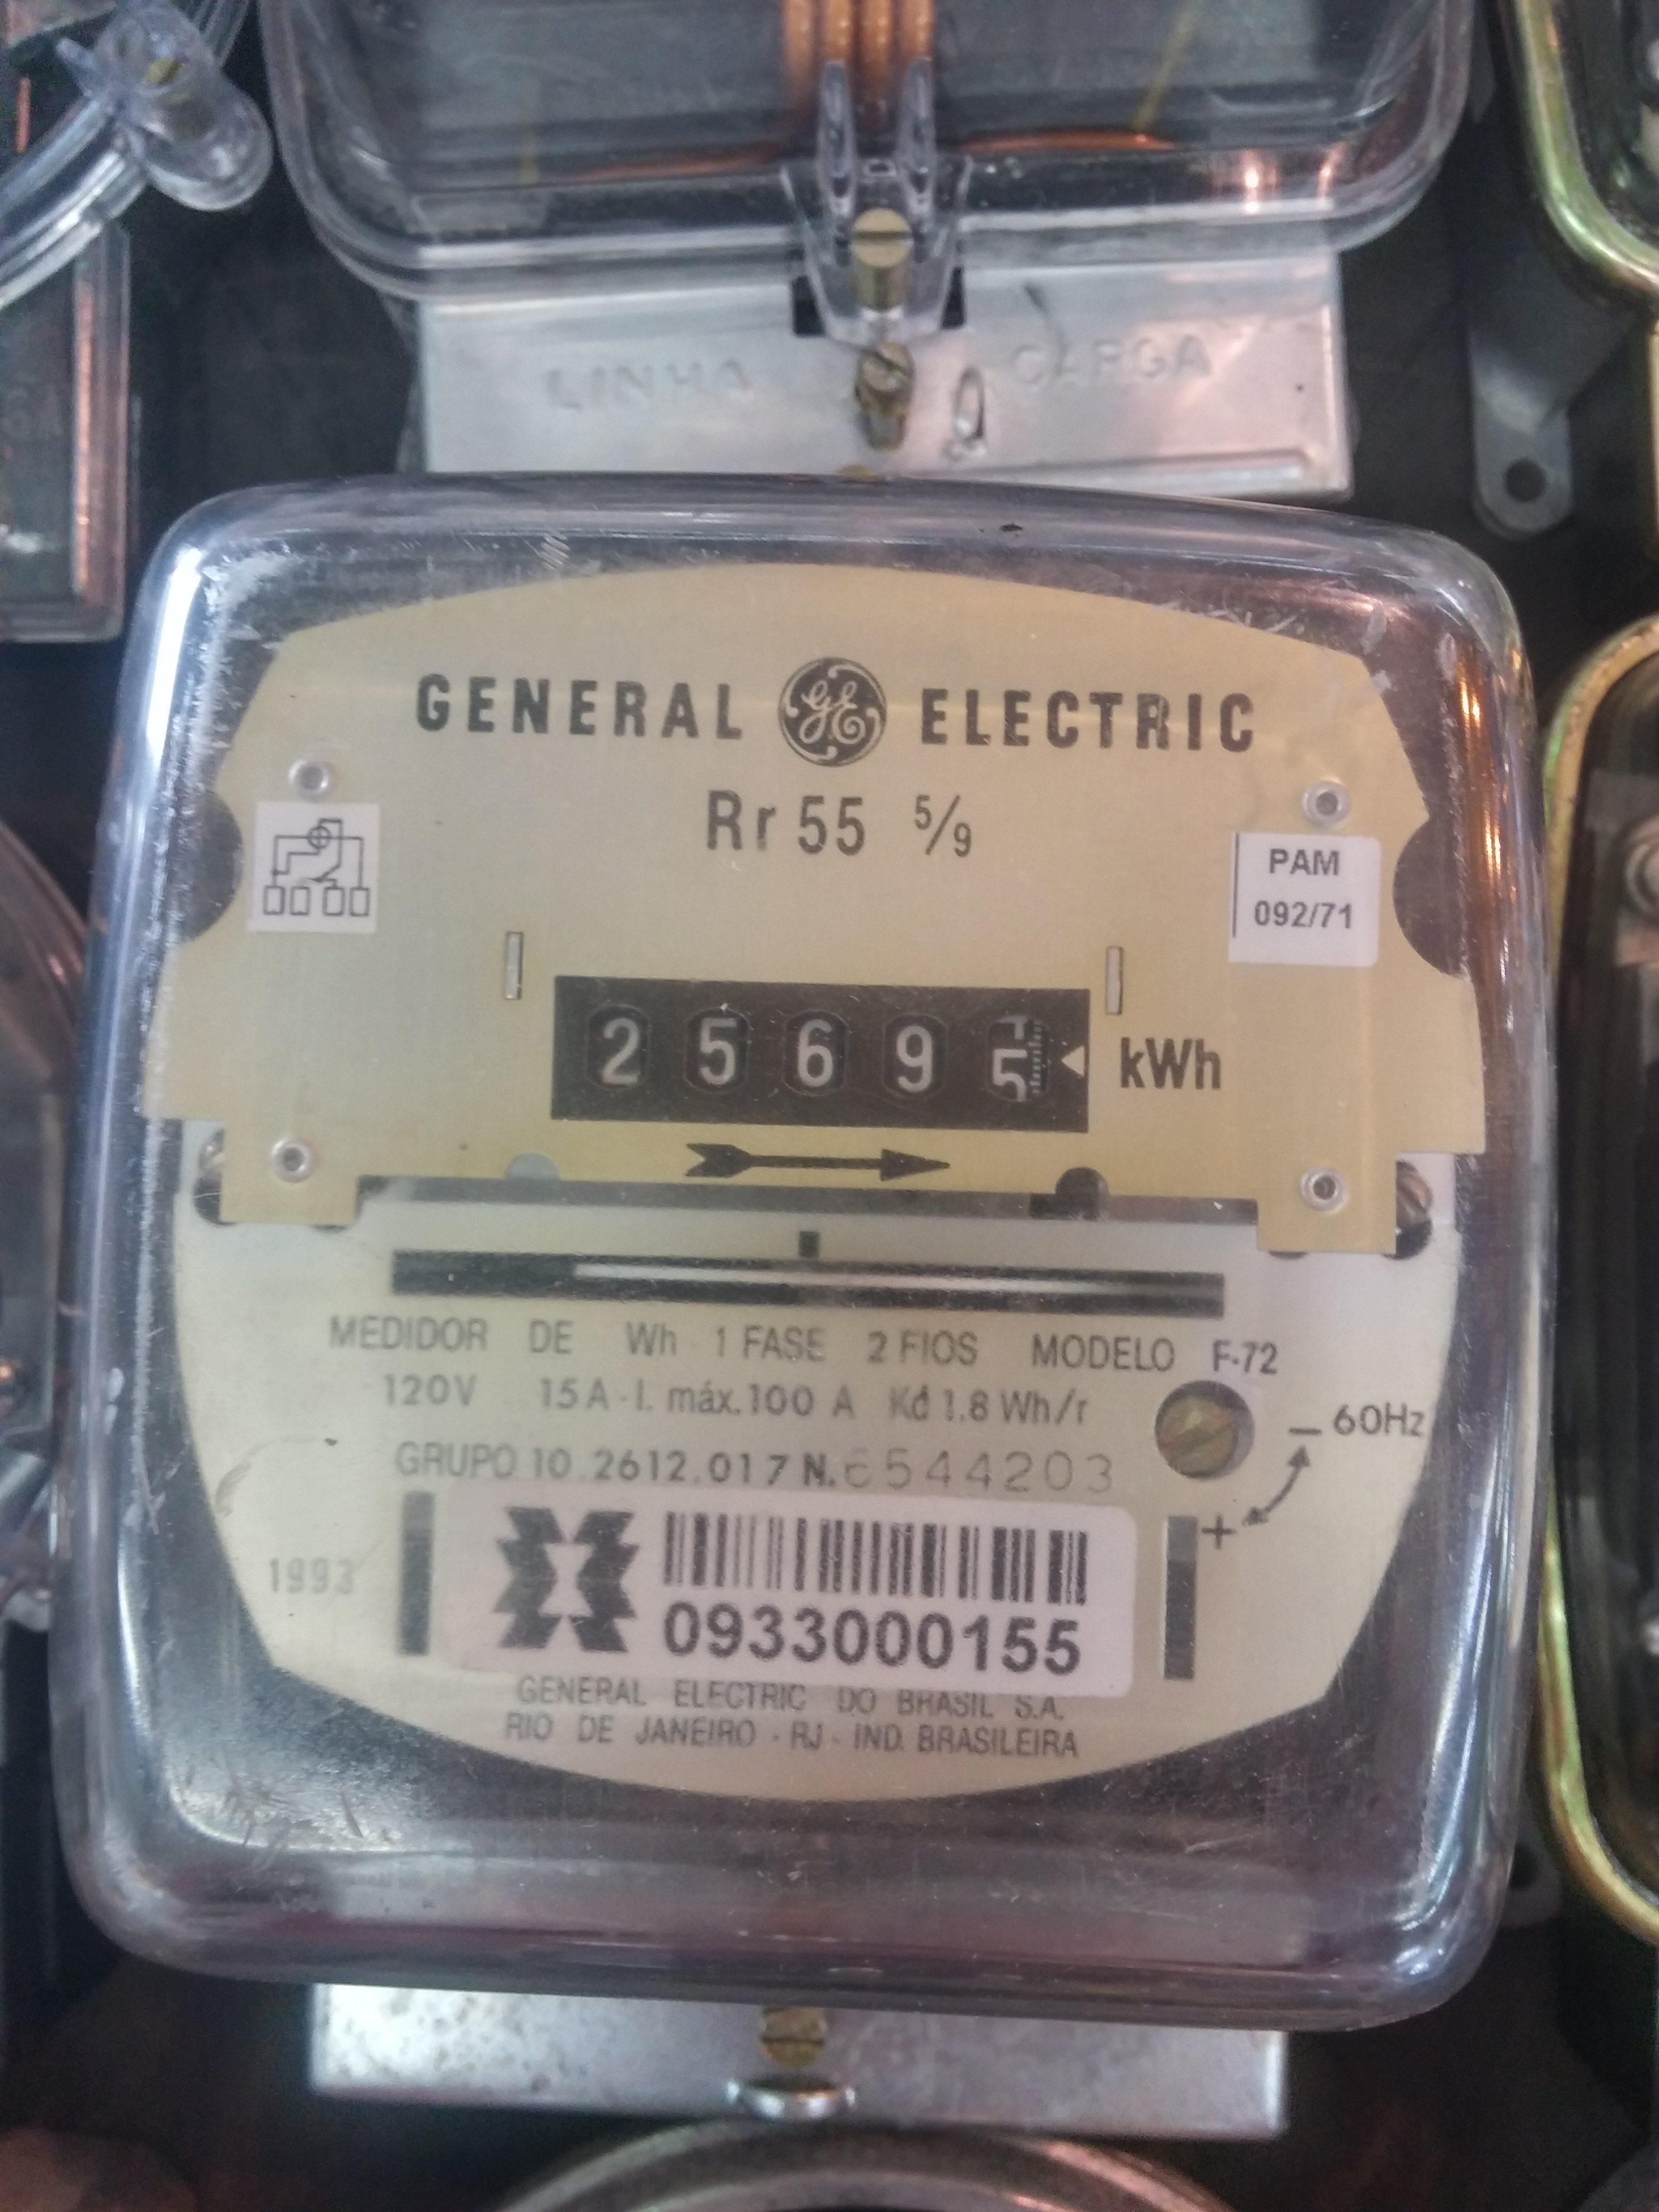 LINHA CARGA
GENERAL GE ELECTRIC
Rr 55 5/9
PAM
092/71
2 5 6 9 5 kWh
MEDIDOR DE Wh · 1 FASE 2 FIOS MODELO F-72
120V 15 A · I. máx. 100 A Kd 1.8 Wh/r
– 60Hz
GRUPO 10.2612.017 N. 6544203
+
1993
0933000155
GENERAL ELECTRIC DO BRASIL S.A.
RIO DE JANEIRO · RJ · IND. BRASILEIRA